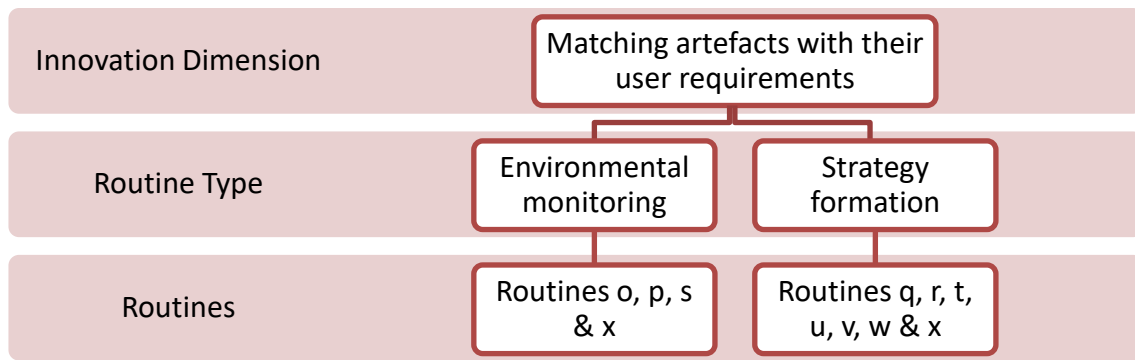 Innovation Dimension
Matching artefacts with their
user requirements
Routine Type
Environmental
monitoring
Strategy
formation
Routines
Routines o, p, s
& x
Routines q, r, t,
u, v, w & x